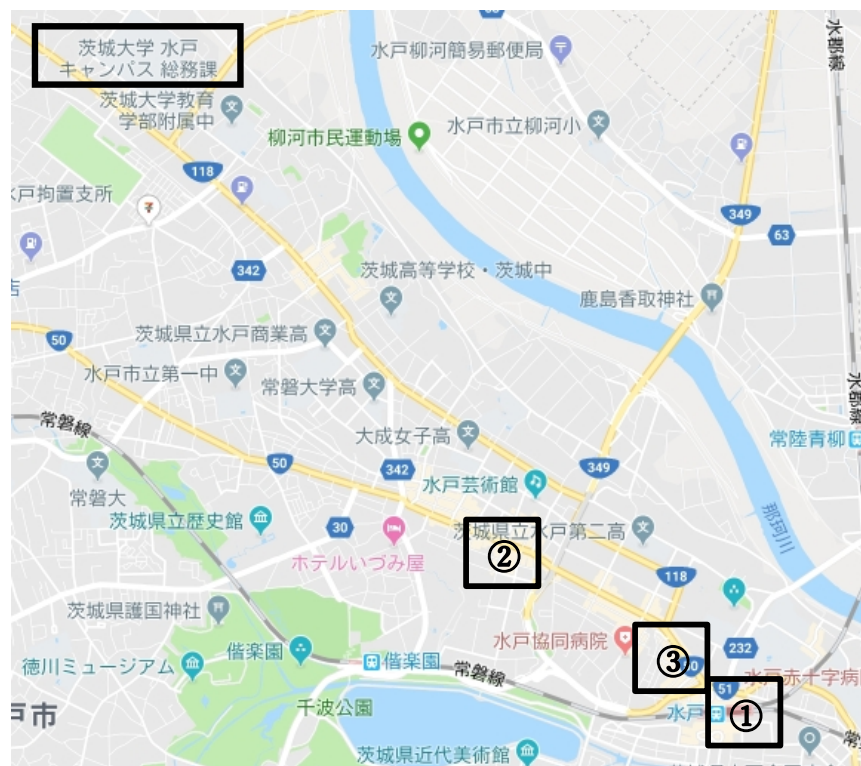 茨城大学 水戸
キャンパス 総務課
水戸柳河簡易郵便局
水郡線
茨城大学教育
学部附属中
柳河市民運動場
水戸市立柳河小
118
戸拘置支所
349
63
342
茨城高等学校・茨城中
鹿島香取神社
50
茨城県立水戸商業高
水戸市立第一中
常磐大学高
水郡線
常磐線
大成女子高
常陸青柳
50
342
349
常磐大
水戸芸術館
茨城県立歴史館
30
茨城県立水戸第二高
那珂川
②
ホテルいづみ屋
118
茨城県護国神社
水戸協同病院
232
偕楽園
偕楽園
常磐線
③
徳川ミュージアム
水戸赤十字病
51
戸市
千波公園
水戸
①
茨城県近代美術館